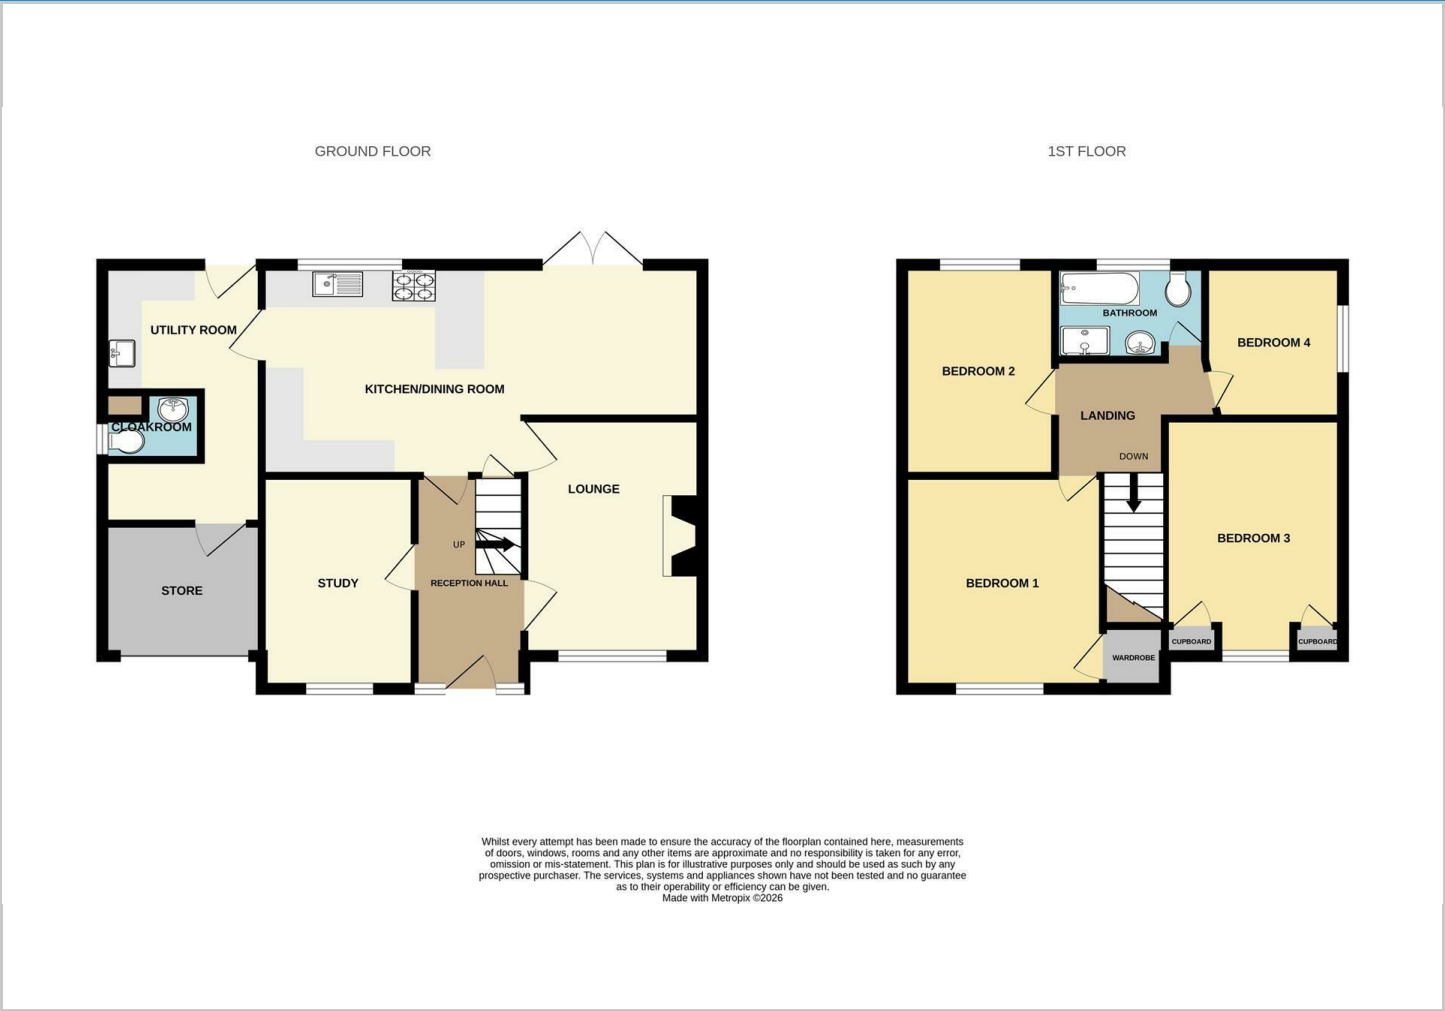 GROUND FLOOR
UTILITY ROOM
CLOAKROOM
KITCHEN/DINING ROOM
LOUNGE
STORE
STUDY
UP
RECEPTION HALL
1ST FLOOR
BATHROOM
BEDROOM 4
BEDROOM 2
LANDING
DOWN
BEDROOM 3
BEDROOM 1
CUPBOARD
CUPBOARD
WARDROBE
Whilst every attempt has been made to ensure the accuracy of the floorplan contained here, measurements
of doors, windows, rooms and any other items are approximate and no responsibility is taken for any error,
omission or mis-statement. This plan is for illustrative purposes only and should be used as such by any
prospective purchaser. The services, systems and appliances shown have not been tested and no guarantee
as to their operability or efficiency can be given.
Made with Metropix ©2026